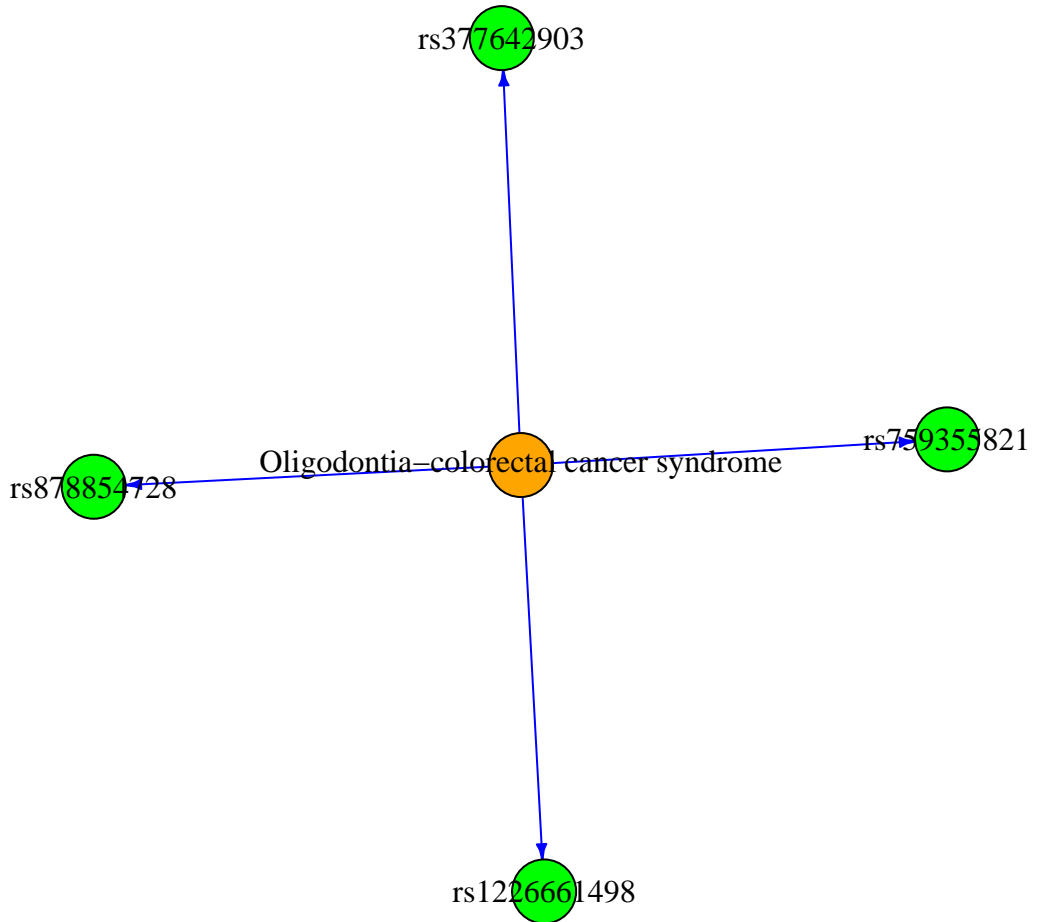 rs377642903
rs759355821
Oligodontia−colorectal cancer syndrome
rs878854728
rs1226661498